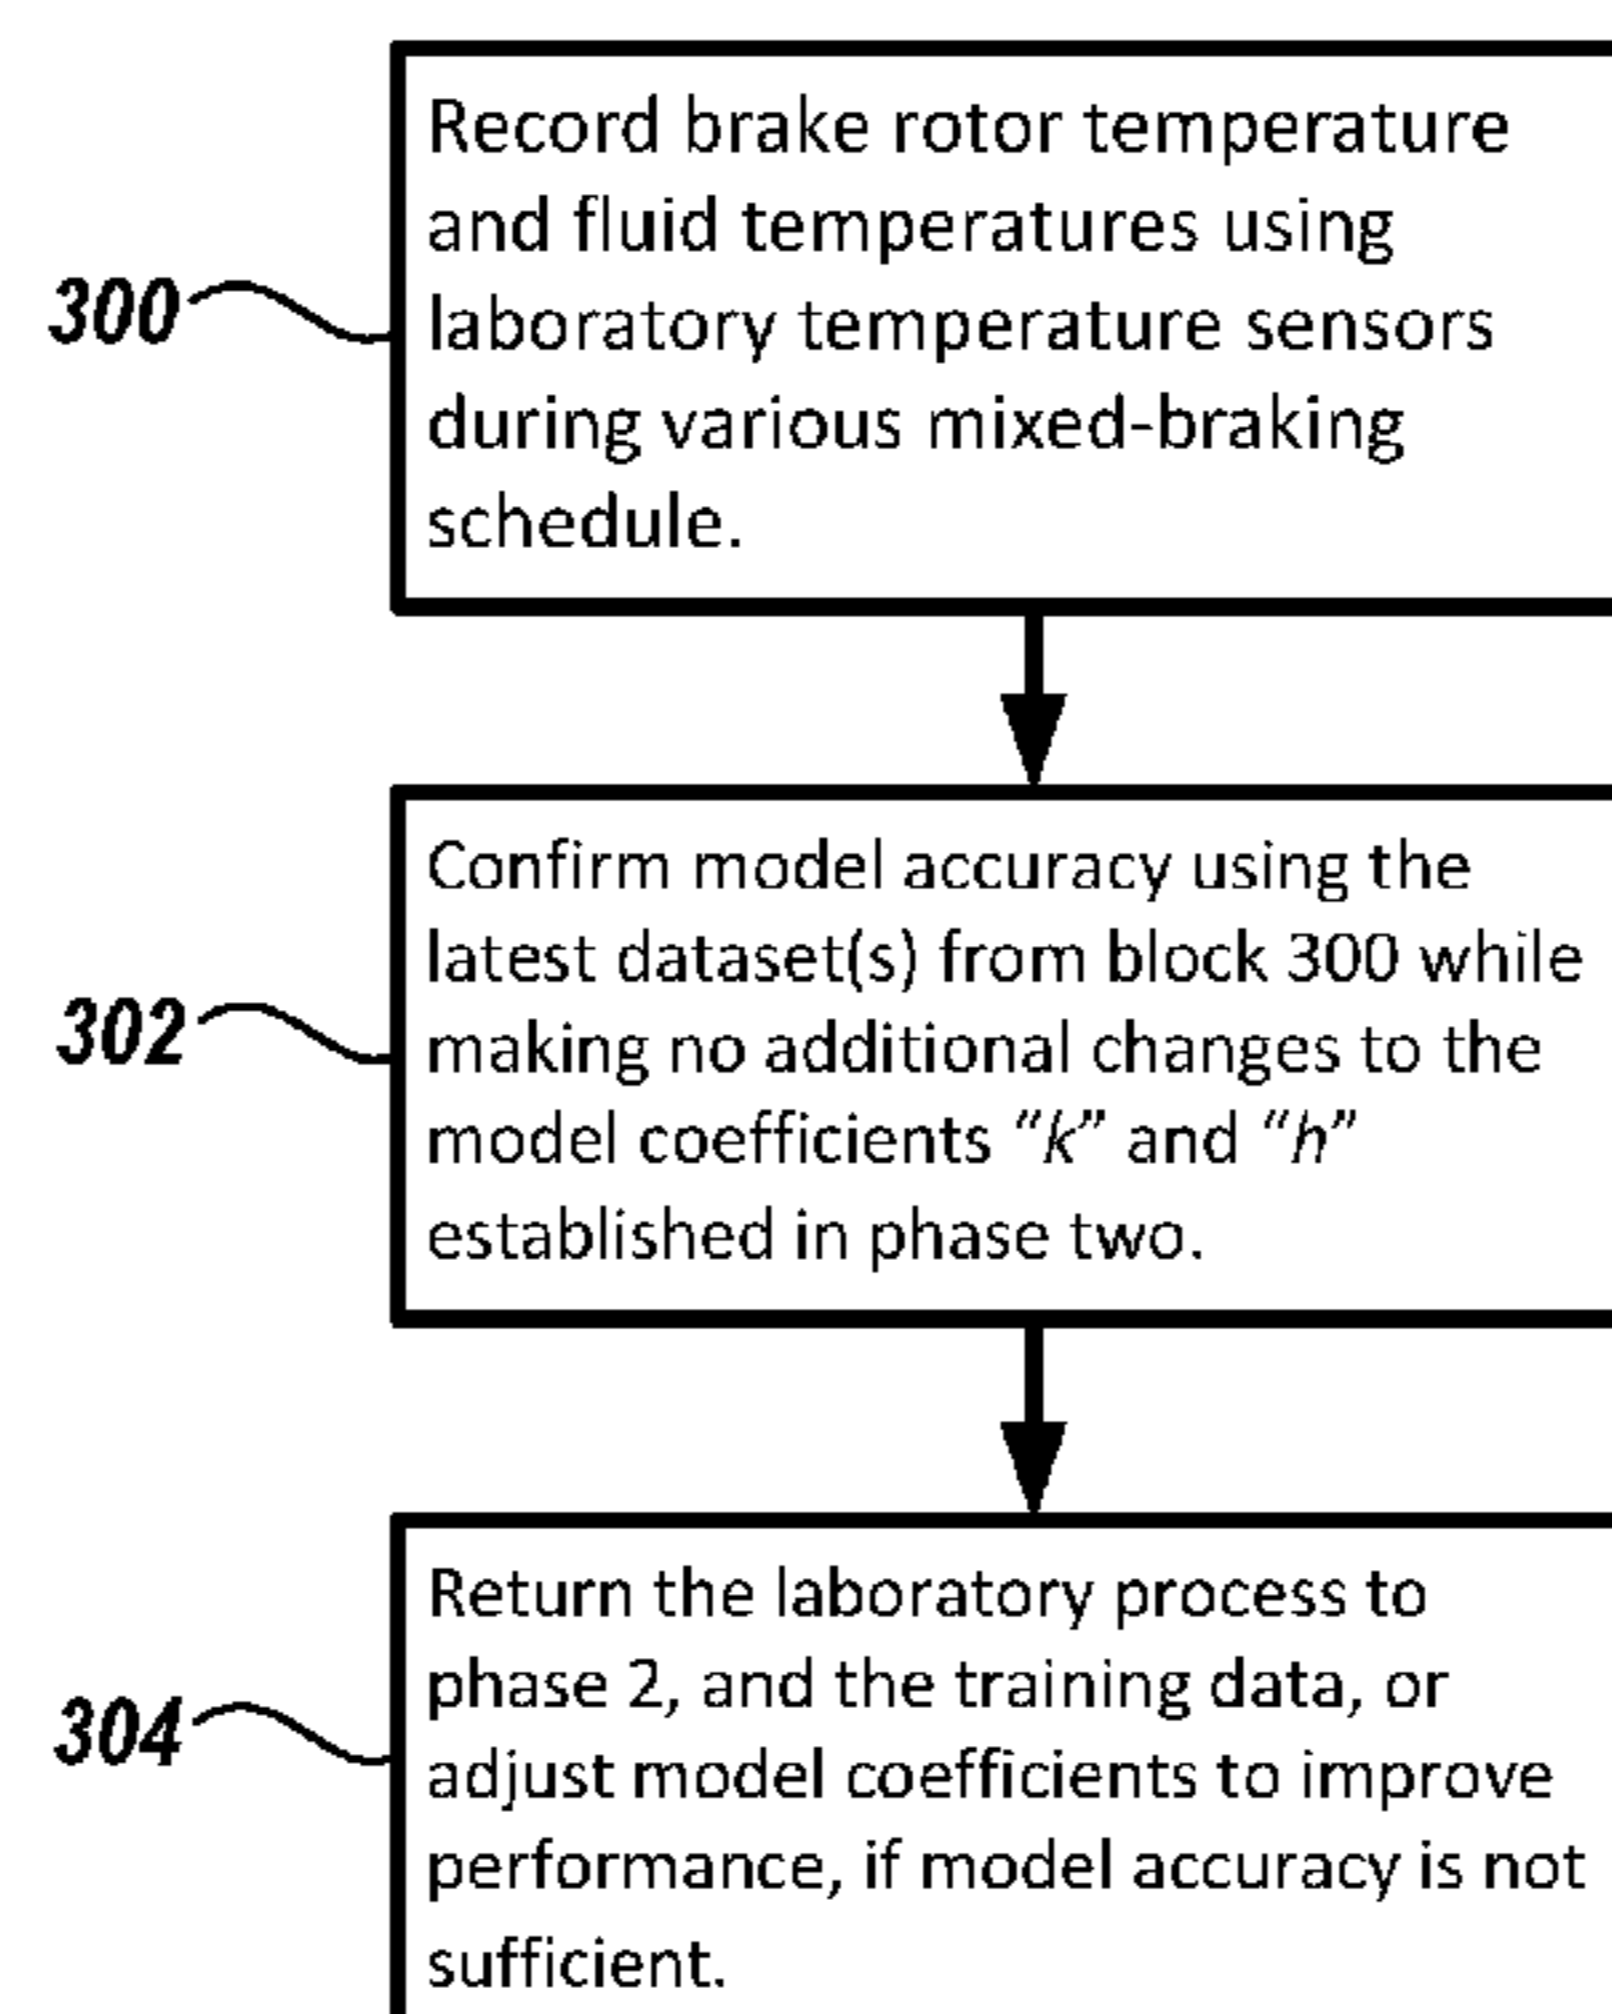 Record brake rotor temperature
and fluid temperatures using
300
laboratory temperature sensors
during various mixed-braking
schedule.
Confirm model accuracy using the
latest dataset(s) from block 300 while
302
making no additional changes to the
model coefficients “k” and “h”
established in phase two.
Return the laboratory process to
phase 2, and the training data, or
304
adjust model coefficients to improve
performance, if model accuracy is not
sufficient.